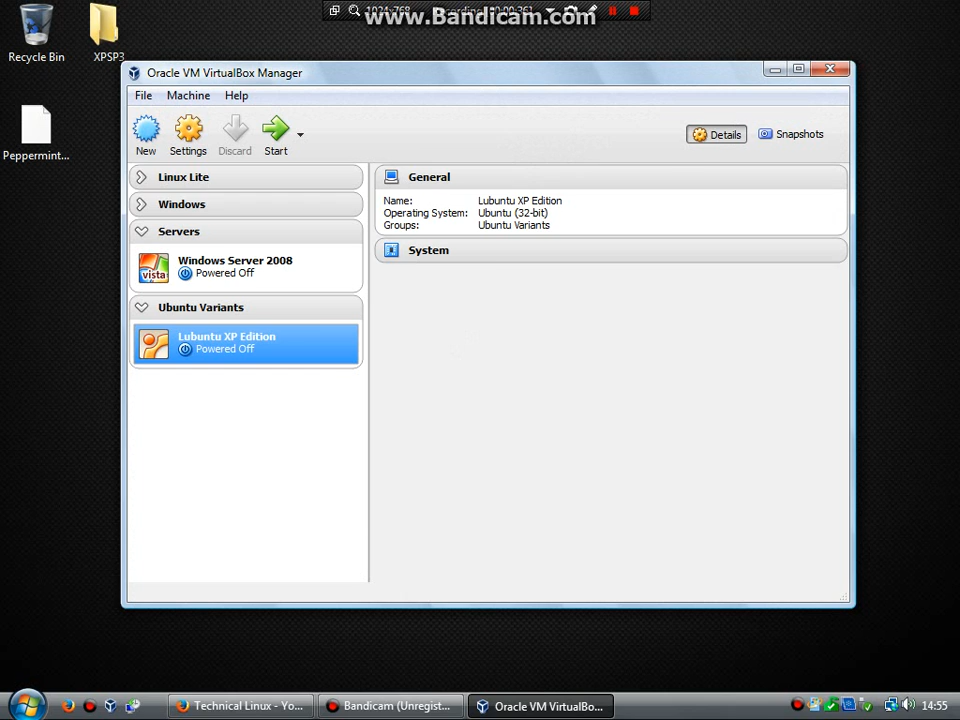 www.Bandicam.com
Recycle Bin
XPSP3
Peppermint...
Oracle VM VirtualBox Manager
File Machine Help
New Settings Discard Start
Details Snapshots
Linux Lite
Windows
Servers
Windows Server 2008
Powered Off
vista
Ubuntu Variants
Lubuntu XP Edition
Powered Off
General
Name: Lubuntu XP Edition
Operating System: Ubuntu (32-bit)
Groups: Ubuntu Variants
System
Technical Linux - Yo...
Bandicam (Unregist...
Oracle VM VirtualBo...
14:55